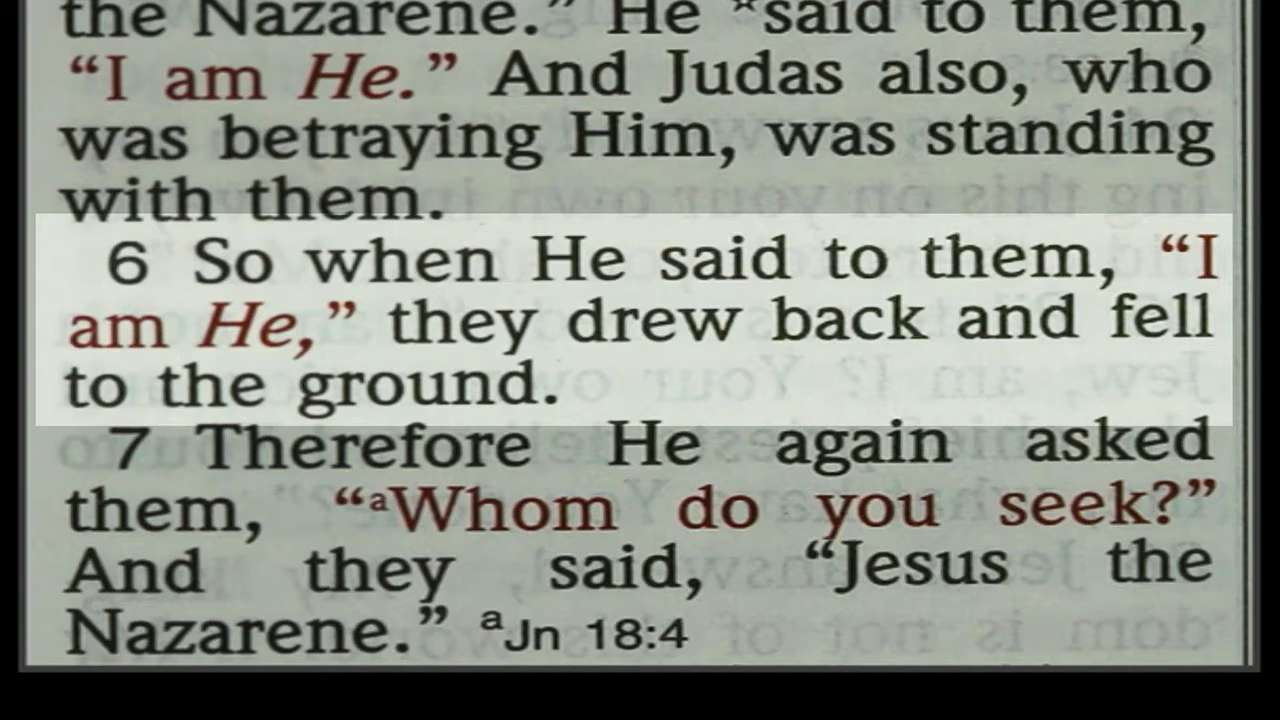 the Nazarene.” He *said to them,
“I am He.” And Judas also, who
was betraying Him, was standing
with them.
6 So when He said to them, “I
am He,” they drew back and fell
to the ground.
7 Therefore He again asked
them, “ᵃWhom do you seek?”
And they said, “Jesus the
Nazarene.” ᵃJn 18:4